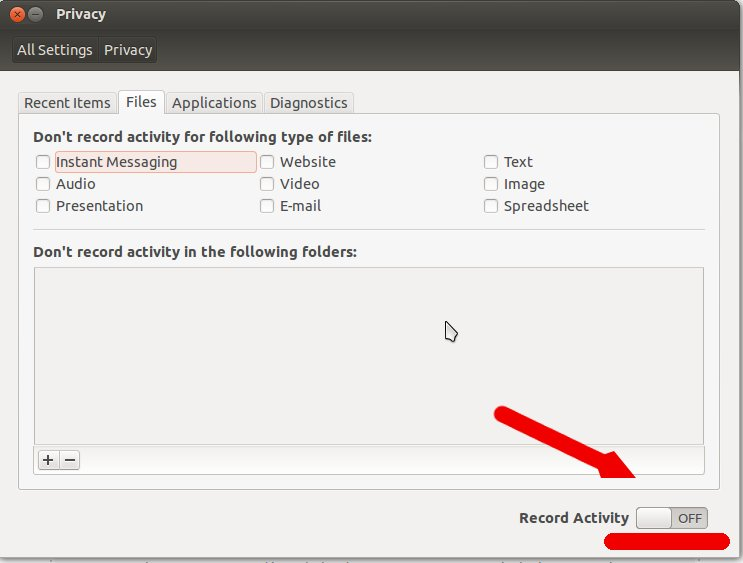 Privacy
All Settings Privacy
Recent Items Files Applications Diagnostics
Don't record activity for following type of files:
Instant Messaging Website Text
Audio Video Image
Presentation E-mail Spreadsheet
Don't record activity in the following folders:
Record Activity OFF